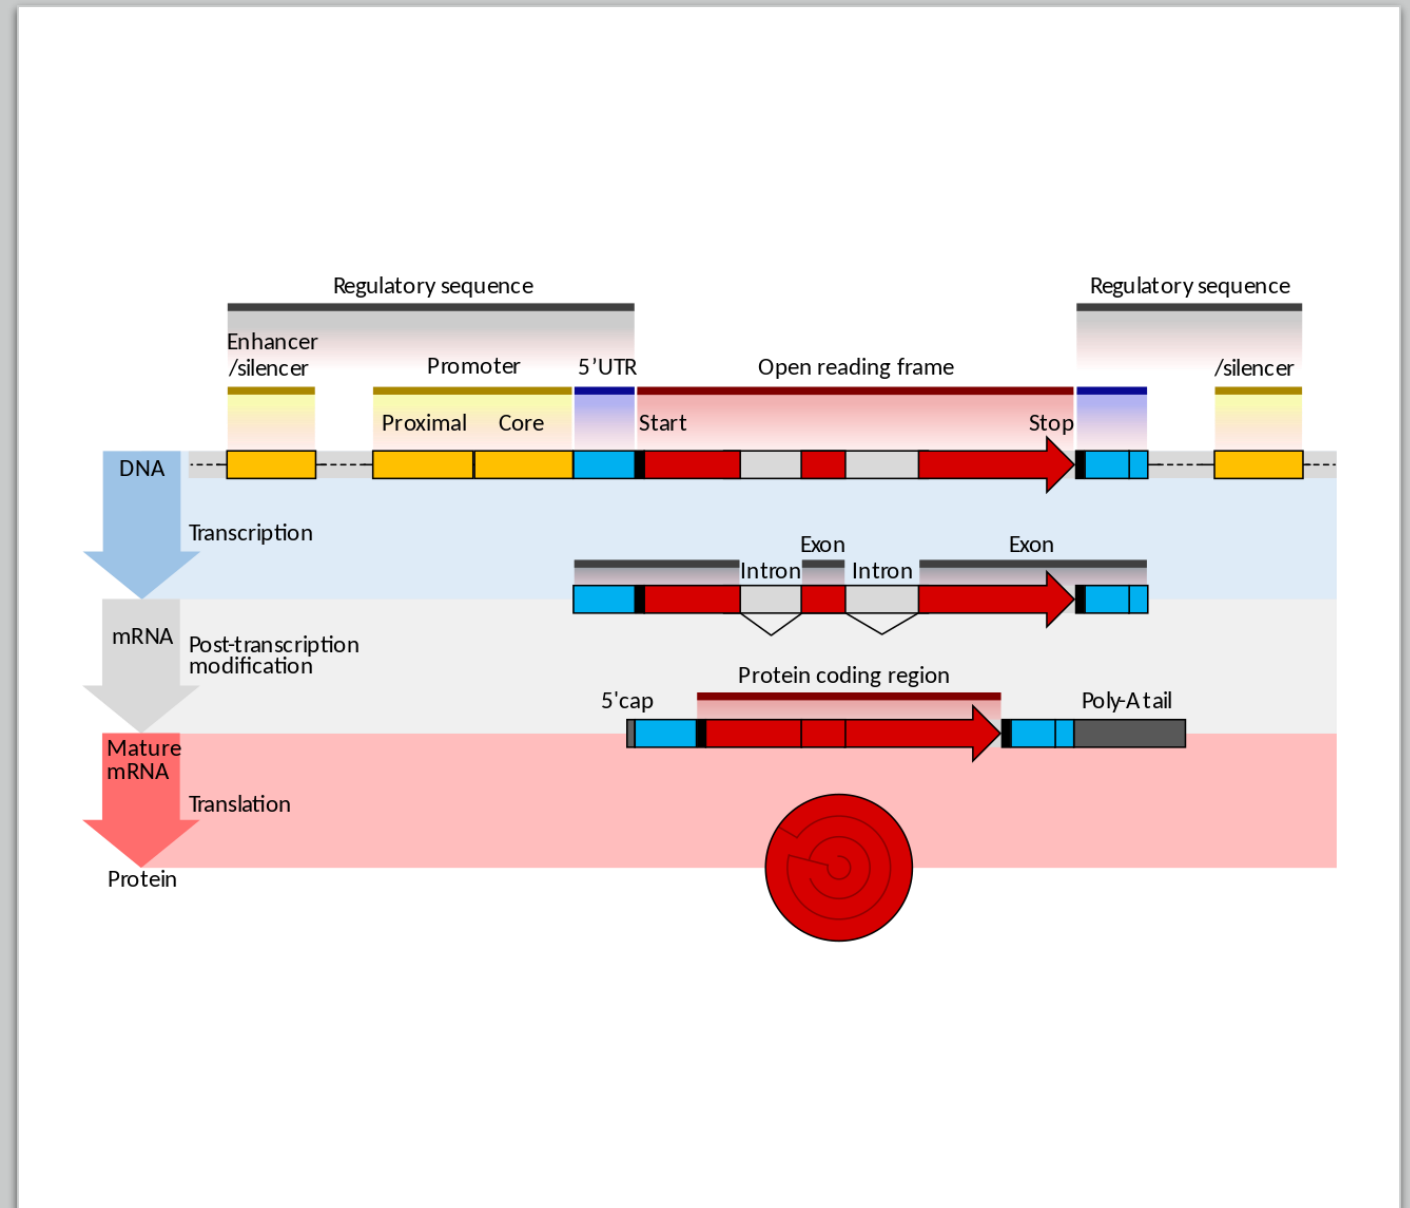 Regulatory sequence
Regulatory sequence
Enhancer
/silencer
Promoter
5’UTR
Open reading frame
/silencer
Proximal
Core
Start
Stop
DNA
Transcription
Exon
Exon
Intron
Intron
mRNA
Post-transcription
modification
Protein coding region
5'cap
Poly-A tail
Mature
mRNA
Translation
Protein